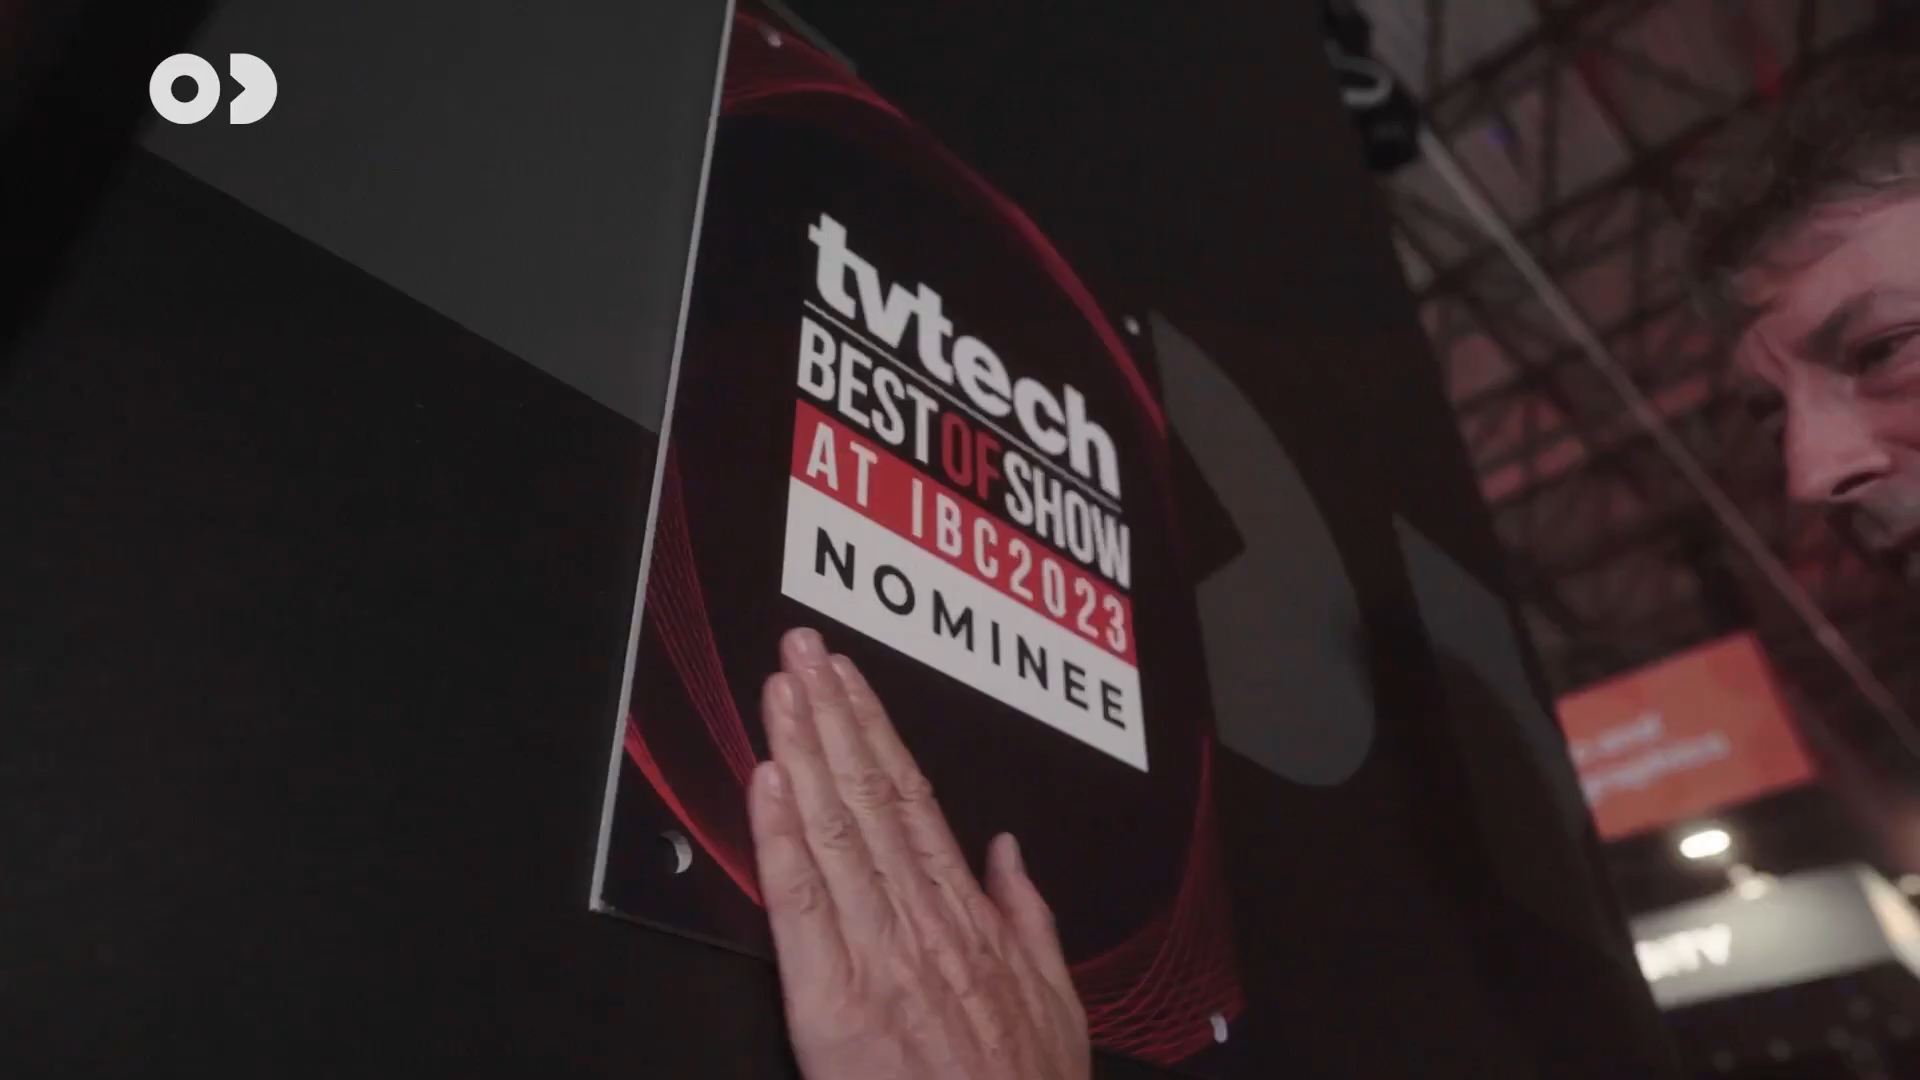 tvtech
BEST OF SHOW
AT IBC2023
NOMINEE